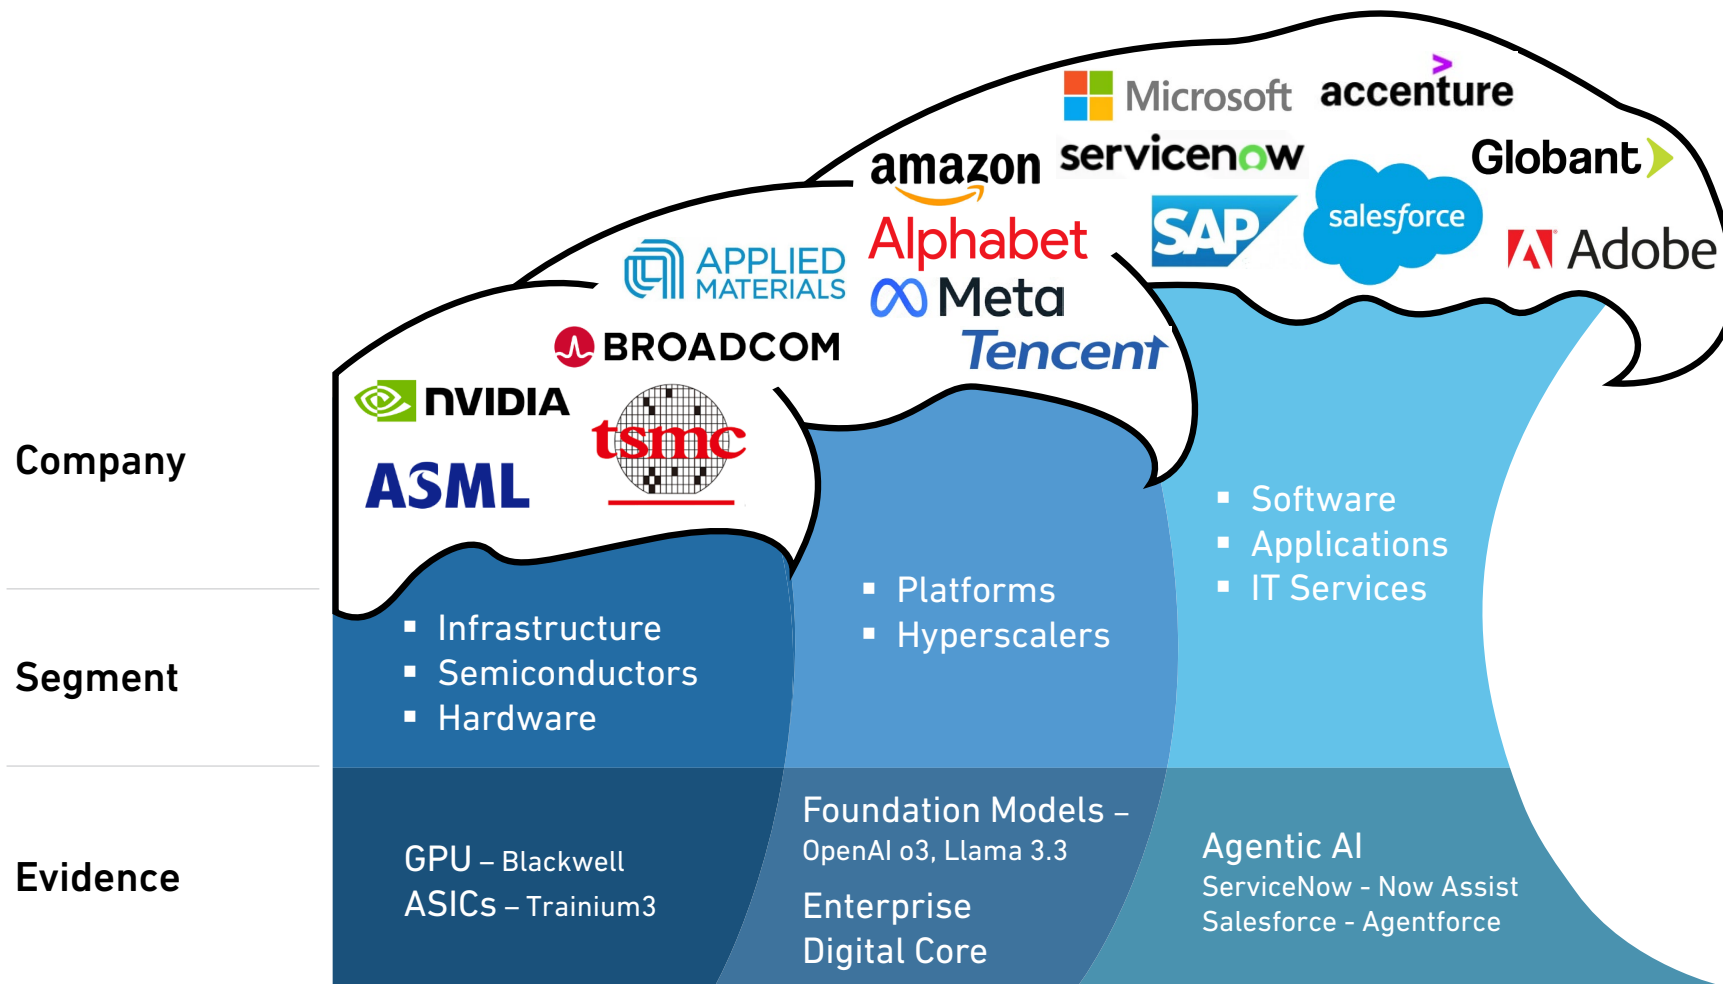 Microsoft
accenture
amazon
servicenow
Globant
SAP
salesforce
Alphabet
Adobe
APPLIED
MATERIALS
Meta
BROADCOM
Tencent
NVIDIA
tsmc
ASML
Company
▪ Software
▪ Applications
▪ IT Services
▪ Platforms
▪ Hyperscalers
▪ Infrastructure
▪ Semiconductors
▪ Hardware
Segment
Evidence
GPU – Blackwell
ASICs – Trainium3
Foundation Models –
OpenAI o3, Llama 3.3
Enterprise
Digital Core
Agentic AI
ServiceNow - Now Assist
Salesforce - Agentforce